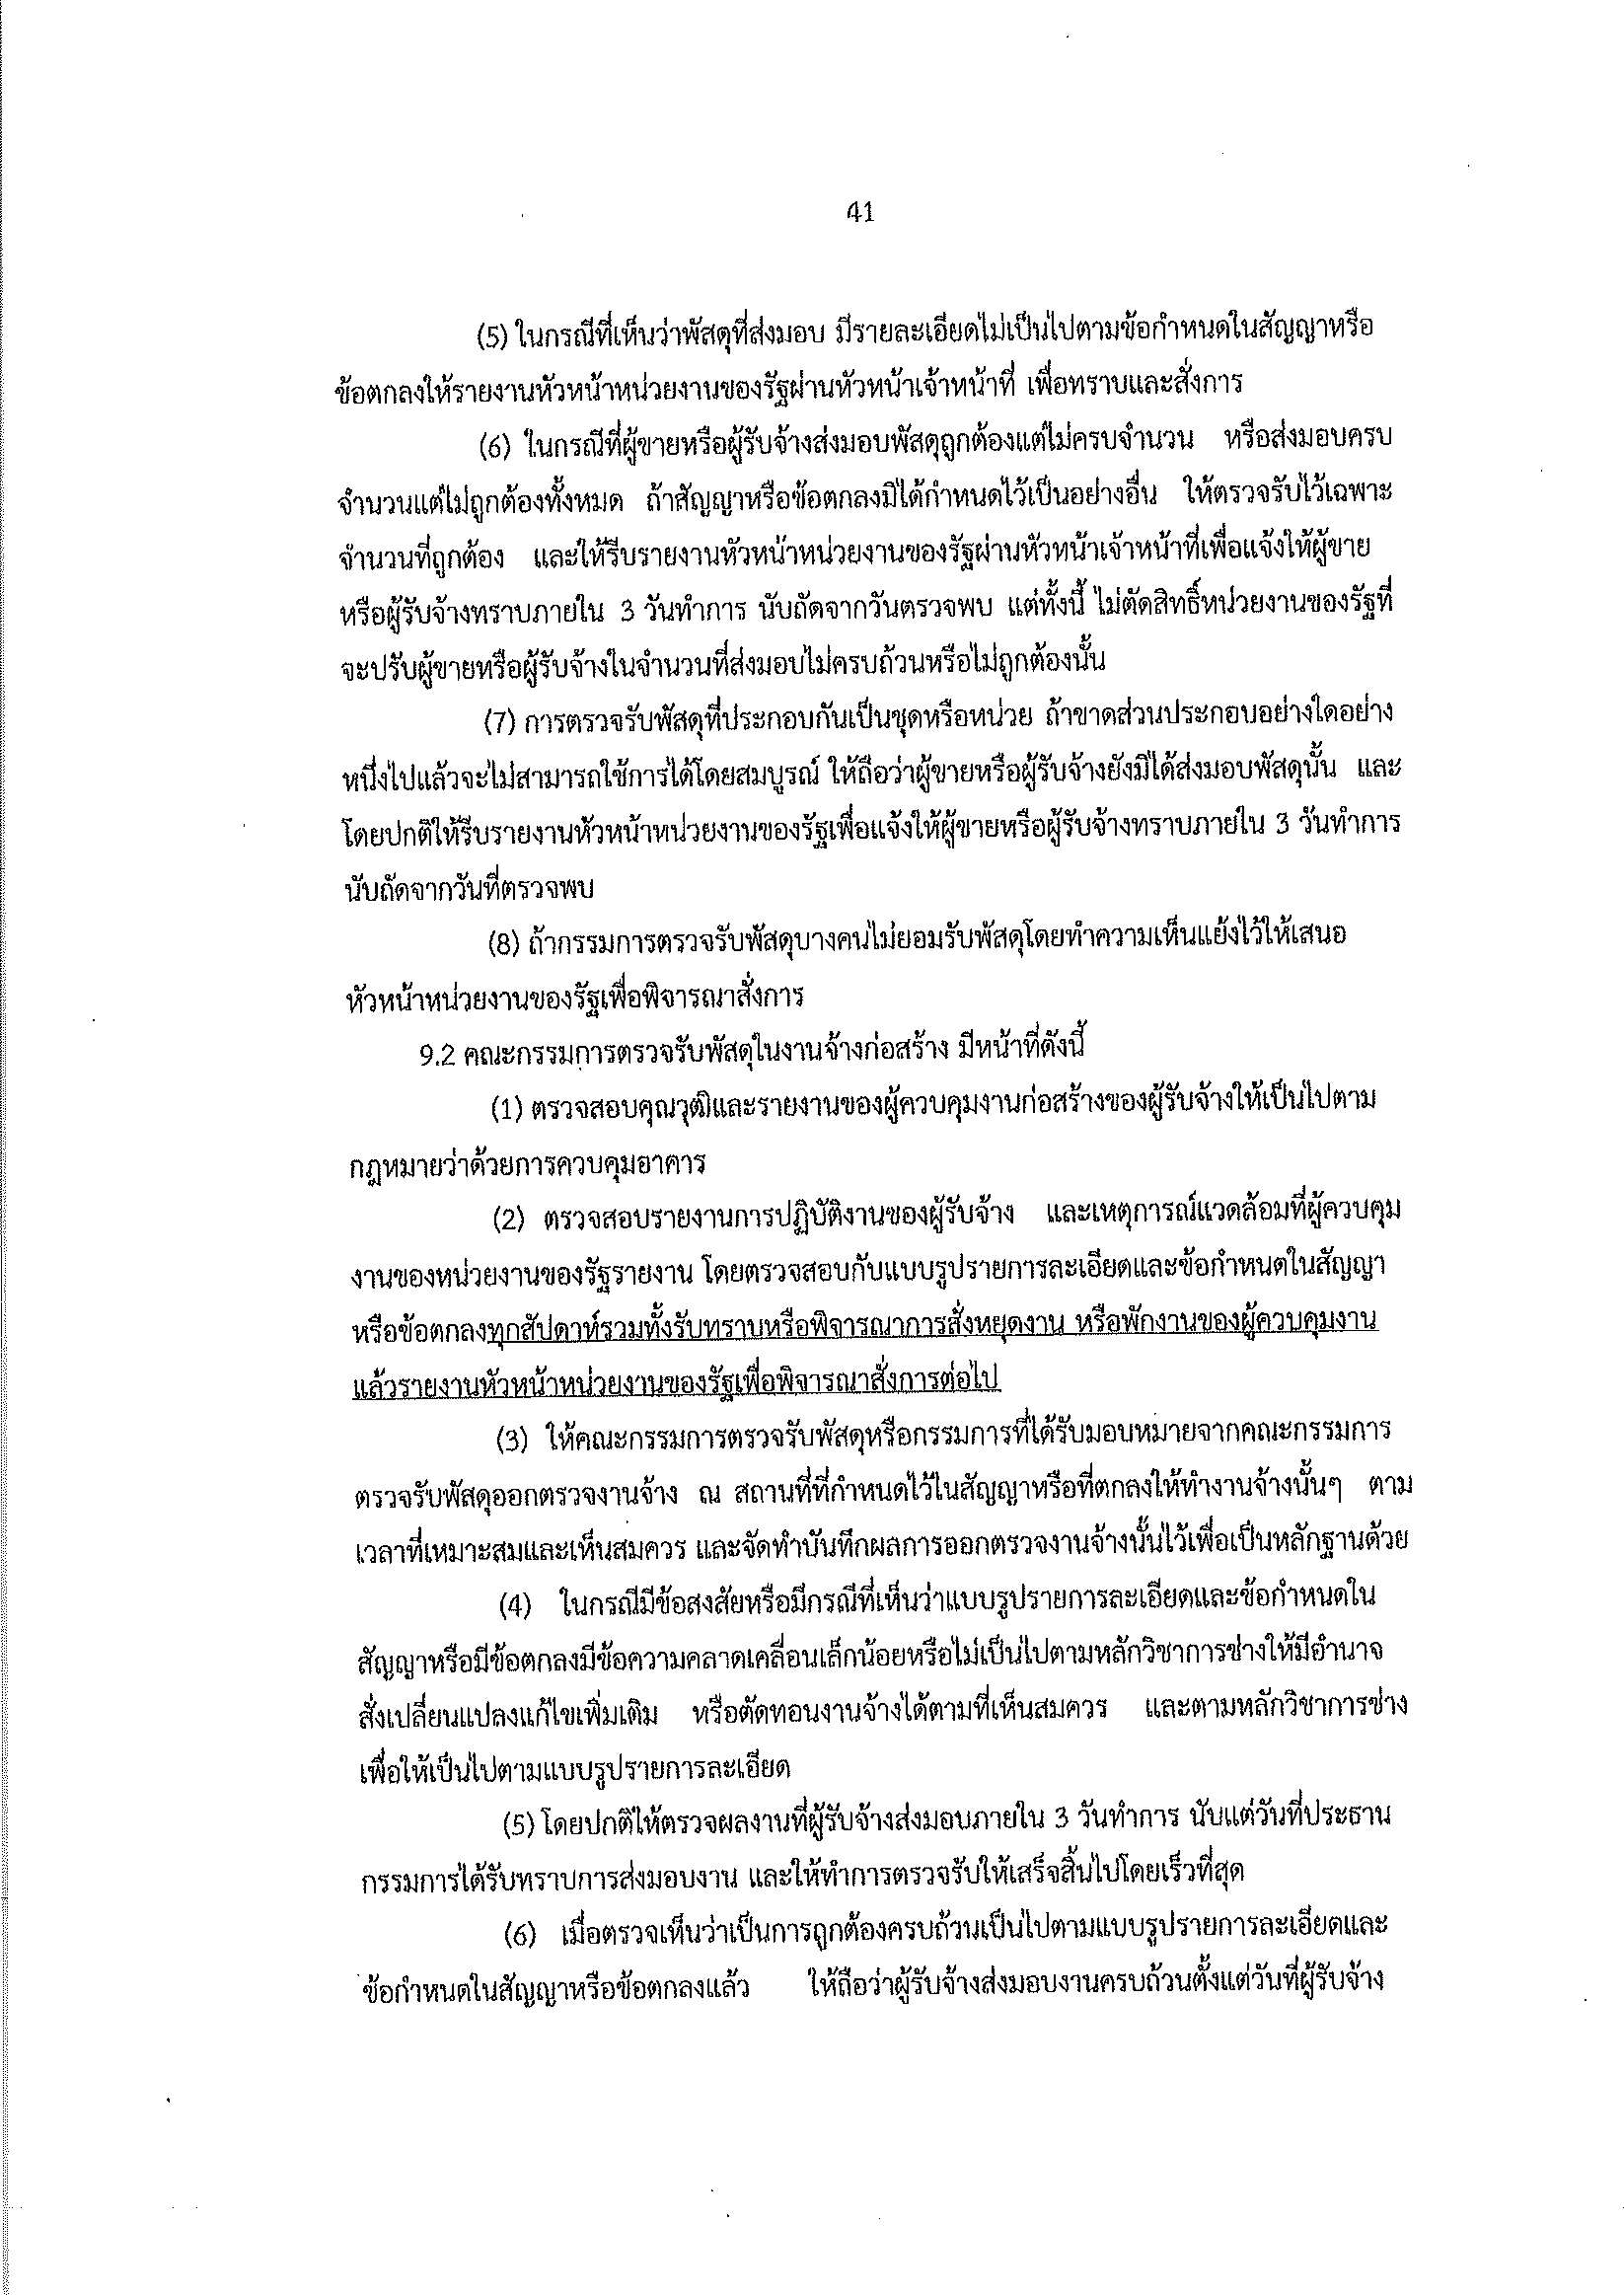 41
(5) ในกรณีที่เห็นว่าพัสดุที่ส่งมอบ มีรายละเอียดไม่เป็นไปตามข้อกำหนดในสัญญาหรือ
ข้อตกลงให้รายงานหัวหน้าหน่วยงานของรัฐผ่านหัวหน้าเจ้าหน้าที่ เพื่อทราบและสั่งการ
(6) ในกรณีที่ผู้ขายหรือผู้รับจ้างส่งมอบพัสดุถูกต้องแต่ไม่ครบจำนวน หรือส่งมอบครบ
จำนวนแต่ไม่ถูกต้องทั้งหมด ถ้าสัญญาหรือข้อตกลงมิได้กำหนดไว้เป็นอย่างอื่น ให้ตรวจรับไว้เฉพาะ
จำนวนที่ถูกต้อง และให้รีบรายงานหัวหน้าหน่วยงานของรัฐผ่านหัวหน้าเจ้าหน้าที่เพื่อแจ้งให้ผู้ขาย
หรือผู้รับจ้างทราบภายใน 3 วันทำการ นับถัดจากวันตรวจพบ แต่ทั้งนี้ ไม่ตัดสิทธิ์หน่วยงานของรัฐที่
จะปรับผู้ขายหรือผู้รับจ้างในจำนวนที่ส่งมอบไม่ครบถ้วนหรือไม่ถูกต้องนั้น
(7) การตรวจรับพัสดุที่ประกอบกันเป็นชุดหรือหน่วย ถ้าขาดส่วนประกอบอย่างใดอย่าง
หนึ่งไปแล้วจะไม่สามารถใช้การได้โดยสมบูรณ์ ให้ถือว่าผู้ขายหรือผู้รับจ้างยังมิได้ส่งมอบพัสดุนั้น และ
โดยปกติให้รีบรายงานหัวหน้าหน่วยงานของรัฐเพื่อแจ้งให้ผู้ขายหรือผู้รับจ้างทราบภายใน 3 วันทำการ
นับถัดจากวันที่ตรวจพบ
(8) ถ้ากรรมการตรวจรับพัสดุบางคนไม่ยอมรับพัสดุโดยทำความเห็นแย้งไว้ให้เสนอ
หัวหน้าหน่วยงานของรัฐเพื่อพิจารณาสั่งการ
9.2 คณะกรรมการตรวจรับพัสดุในงานจ้างก่อสร้าง มีหน้าที่ดังนี้
(1) ตรวจสอบคุณวุฒิและรายงานของผู้ควบคุมงานก่อสร้างของผู้รับจ้างให้เป็นไปตาม
กฎหมายว่าด้วยการควบคุมอาคาร
(2) ตรวจสอบรายงานการปฏิบัติงานของผู้รับจ้าง และเหตุการณ์แวดล้อมที่ผู้ควบคุม
งานของหน่วยงานของรัฐรายงาน โดยตรวจสอบกับแบบรูปรายการละเอียดและข้อกำหนดในสัญญา
หรือข้อตกลงทุกสัปดาห์รวมทั้งรับทราบหรือพิจารณาการสั่งหยุดงาน หรือพักงานของผู้ควบคุมงาน
แล้วรายงานหัวหน้าหน่วยงานของรัฐเพื่อพิจารณาสั่งการต่อไป
(3) ให้คณะกรรมการตรวจรับพัสดุหรือกรรมการที่ได้รับมอบหมายจากคณะกรรมการ
ตรวจรับพัสดุออกตรวจงานจ้าง ณ สถานที่ที่กำหนดไว้ในสัญญาหรือที่ตกลงให้ทำงานจ้างนั้นๆ ตาม
เวลาที่เหมาะสมและเห็นสมควร และจัดทำบันทึกผลการออกตรวจงานจ้างนั้นไว้เพื่อเป็นหลักฐานด้วย
(4) ในกรณีมีข้อสงสัยหรือมีกรณีที่เห็นว่าแบบรูปรายการละเอียดและข้อกำหนดใน
สัญญาหรือมีข้อตกลงมีข้อความคลาดเคลื่อนเล็กน้อยหรือไม่เป็นไปตามหลักวิชาการช่างให้มีอำนาจ
สั่งเปลี่ยนแปลงแก้ไขเพิ่มเติม หรือตัดทอนงานจ้างได้ตามที่เห็นสมควร และตามหลักวิชาการช่าง
เพื่อให้เป็นไปตามแบบรูปรายการละเอียด
(5) โดยปกติให้ตรวจผลงานที่ผู้รับจ้างส่งมอบภายใน 3 วันทำการ นับแต่วันที่ประธาน
กรรมการได้รับทราบการส่งมอบงาน และให้ทำการตรวจรับให้เสร็จสิ้นไปโดยเร็วที่สุด
(6) เมื่อตรวจเห็นว่าเป็นการถูกต้องครบถ้วนเป็นไปตามแบบรูปรายการละเอียดและ
ข้อกำหนดในสัญญาหรือข้อตกลงแล้ว ให้ถือว่าผู้รับจ้างส่งมอบงานครบถ้วนตั้งแต่วันที่ผู้รับจ้าง